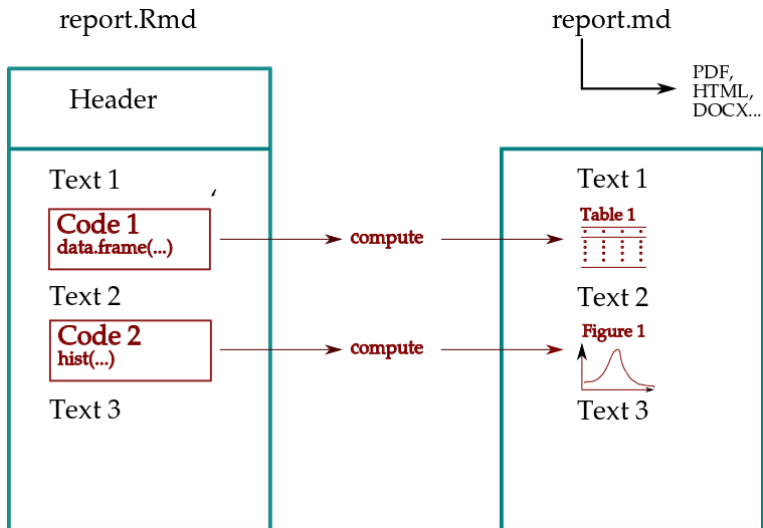 report.Rmd
report.md
PDF,
HTML,
DOCX...
Header
Text 1
Code 1
data.frame(...)
compute
Text 1
Table 1
Text 2
Code 2
hist(...)
compute
Text 2
Figure 1
Text 3
Text 3